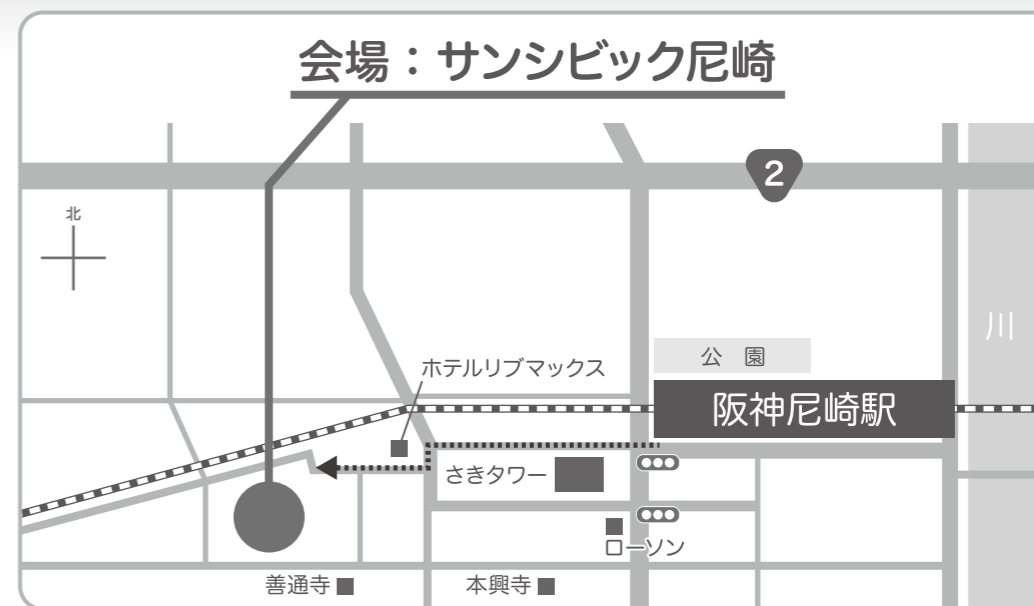 会場：サンシビック尼崎
2
北
川
公　園
ホテルリブマックス
阪神尼崎駅
さきタワー
ローソン
善通寺
本興寺